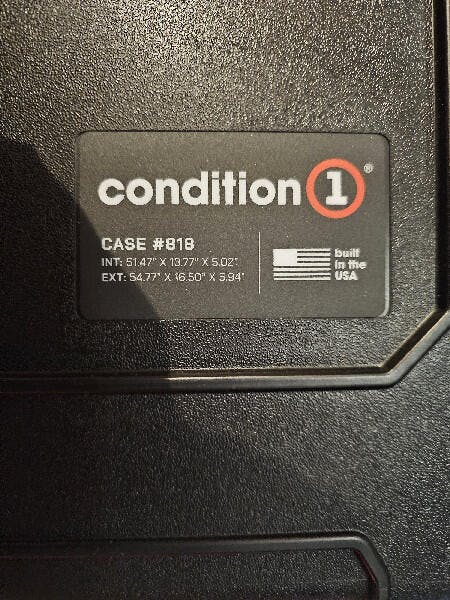 condition 1®
CASE #818
INT: 51.47" X 13.77" X 5.02"
EXT: 54.77" X 16.50" X 5.94"
built
in the
USA